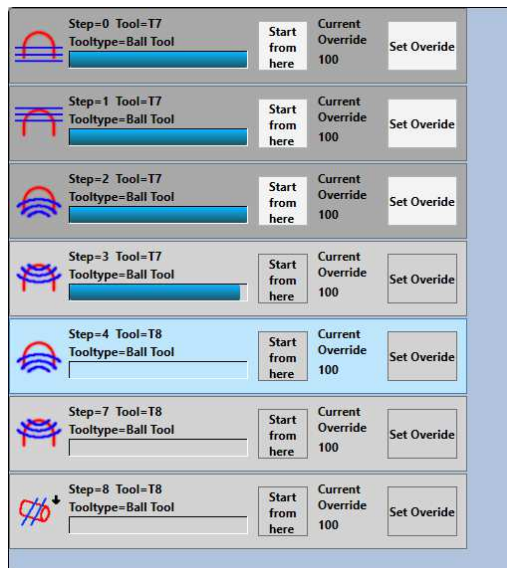 Step=0 Tool=T7
Tooltype=Ball Tool
Start
from
here
Current
Override
100
Set Overide
Step=1 Tool=T7
Tooltype=Ball Tool
Start
from
here
Current
Override
100
Set Overide
Step=2 Tool=T7
Tooltype=Ball Tool
Start
from
here
Current
Override
100
Set Overide
Step=3 Tool=T7
Tooltype=Ball Tool
Start
from
here
Current
Override
100
Set Overide
Step=4 Tool=T8
Tooltype=Ball Tool
Start
from
here
Current
Override
100
Set Overide
Step=7 Tool=T8
Tooltype=Ball Tool
Start
from
here
Current
Override
100
Set Overide
Step=8 Tool=T8
Tooltype=Ball Tool
Start
from
here
Current
Override
100
Set Overide